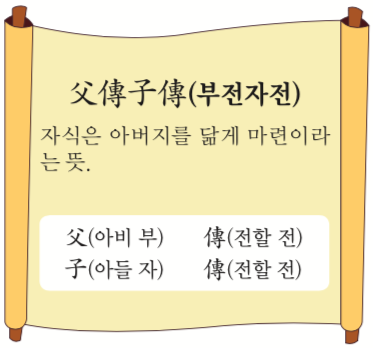 父傳子傳(부전자전)
자식은 아버지를 닮게 마련이라
는 뜻.
父(아비 부) 傳(전할 전)
子(아들 자) 傳(전할 전)